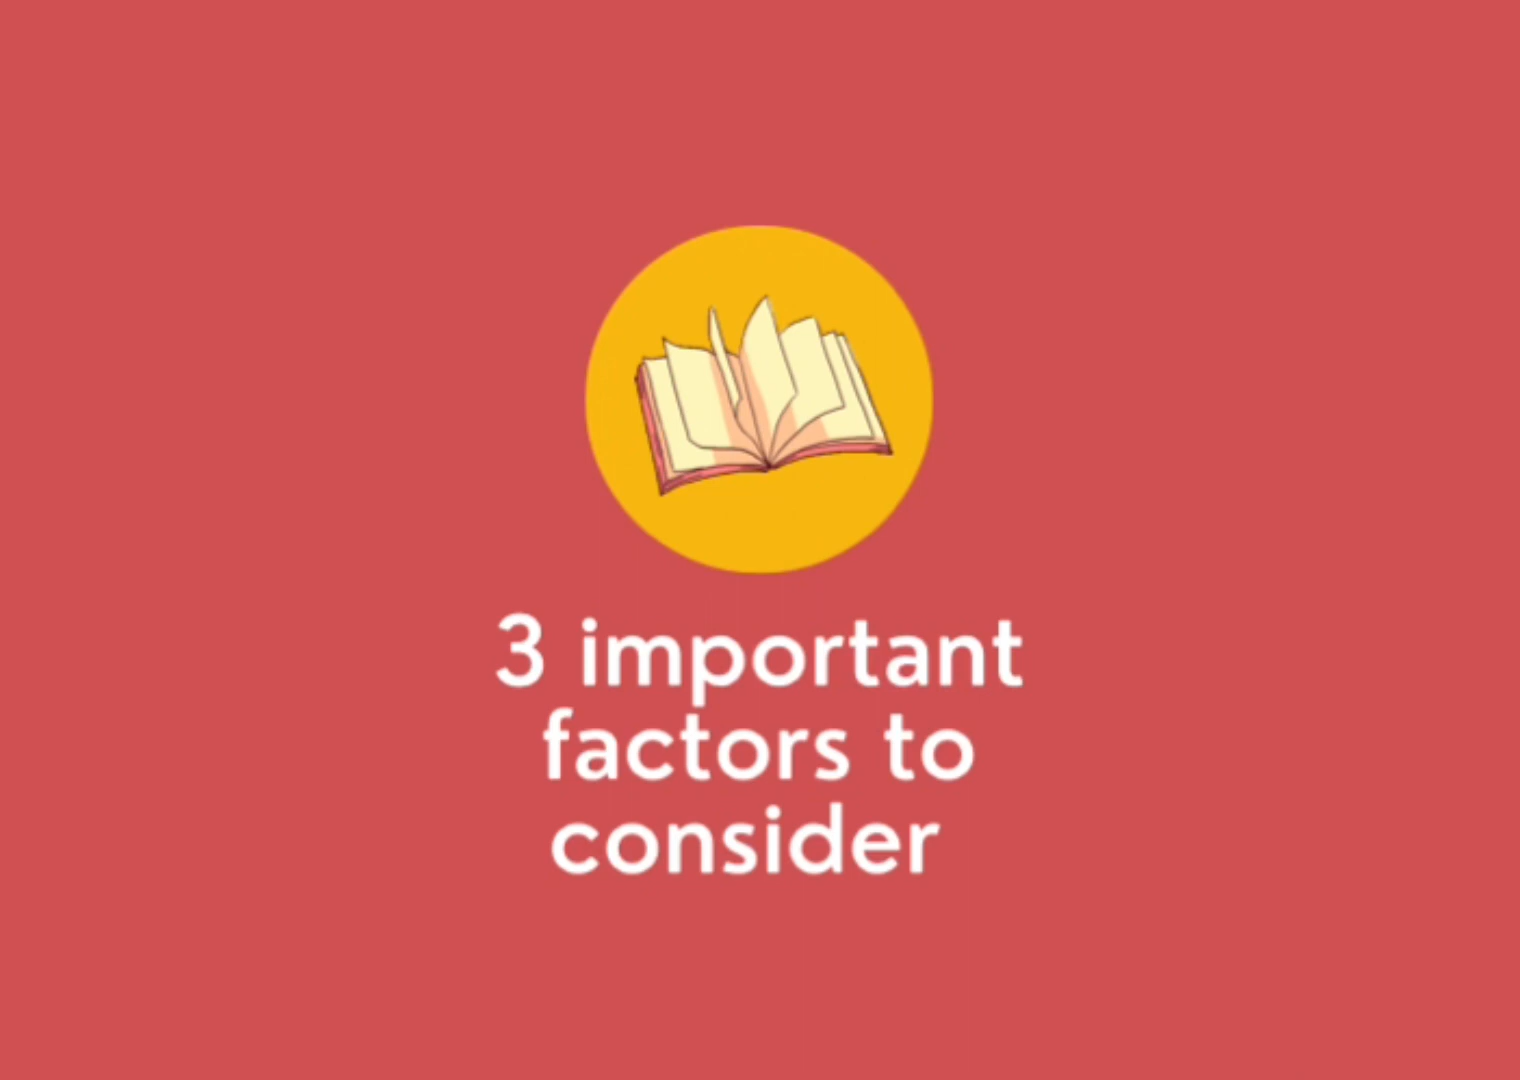 3 important
factors to
consider